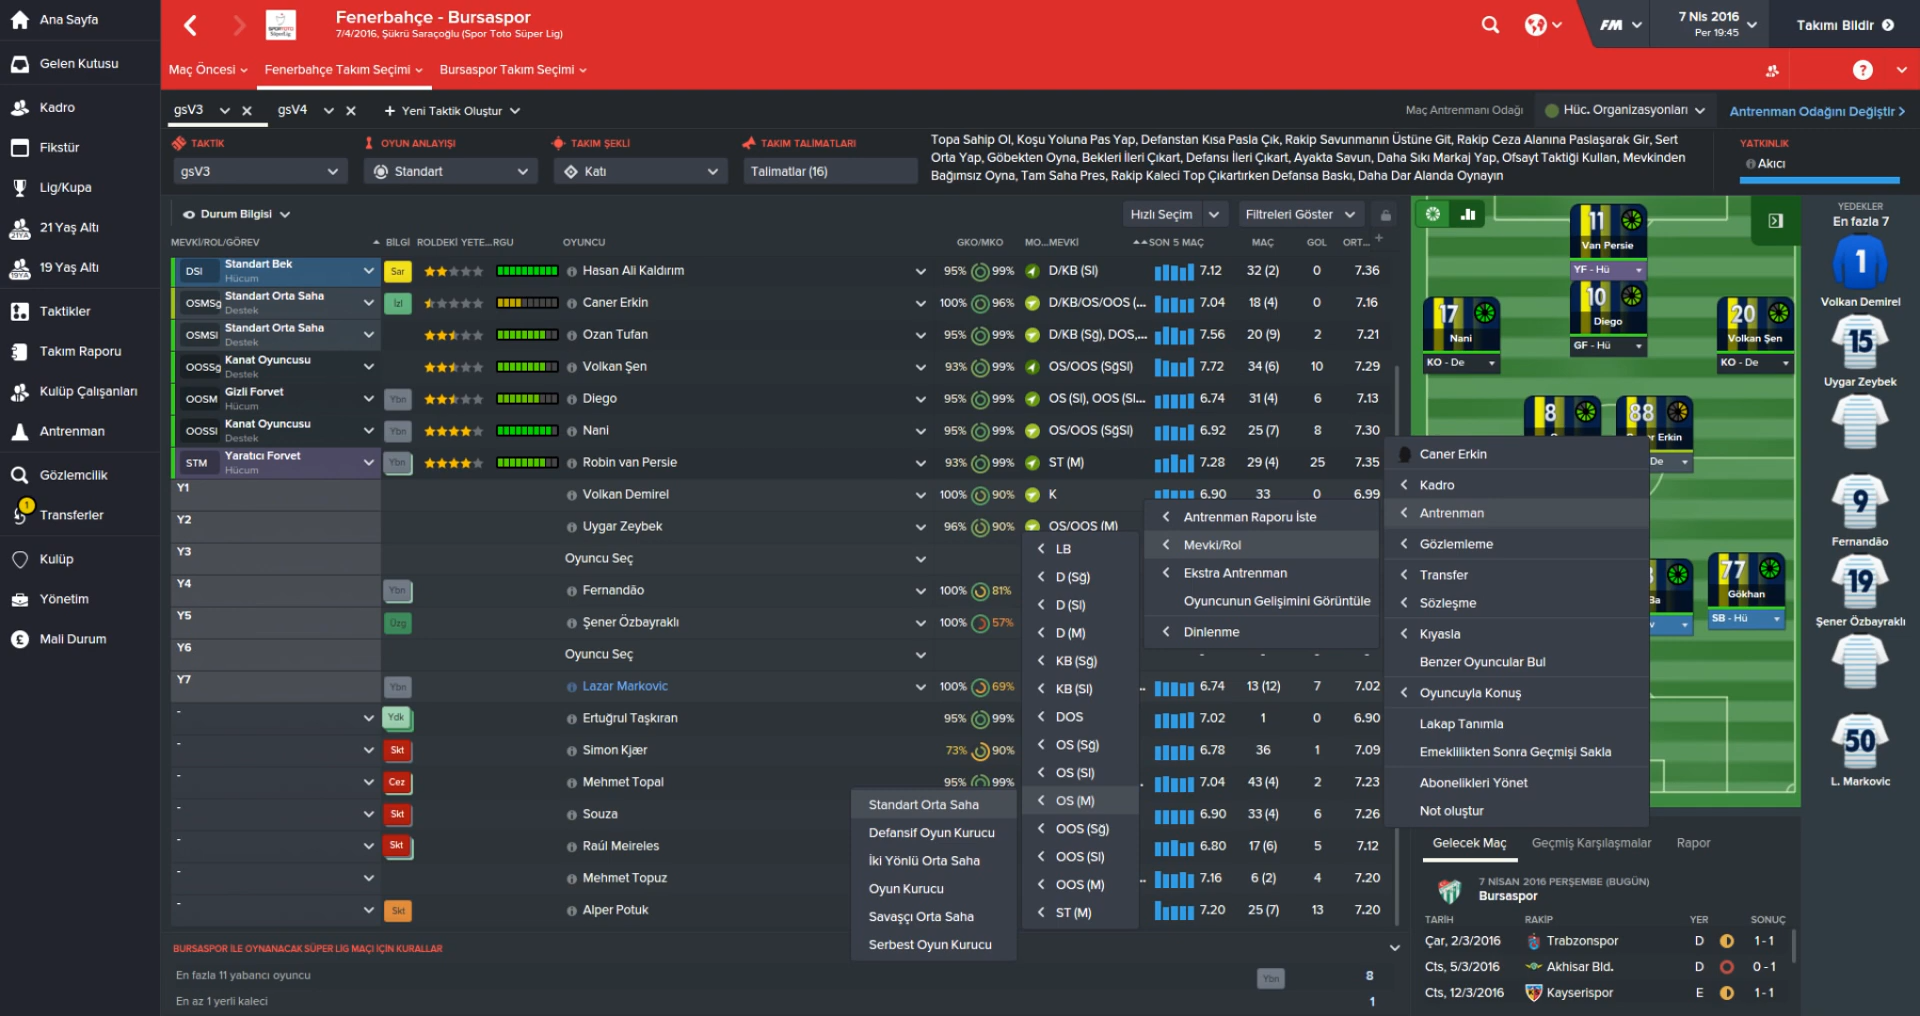 Ana Sayfa
Gelen Kutusu
Kadro
Fikstür
Lig/Kupa
21 Yaş Altı
19 Yaş Altı
Taktikler
Takım Raporu
Kulüp Çalışanları
Antrenman
Gözlemcilik
1
Transferler
Kulüp
Yönetim
Mali Durum
Fenerbahçe - Bursaspor
7/4/2016, Şükrü Saraçoğlu (Spor Toto Süper Lig)
FM
7 Nis 2016
Per 19:45
Takımı Bildir
Maç Öncesi
Fenerbahçe Takım Seçimi
Bursaspor Takım Seçimi
?
gsV3
gsV4
+ Yeni Taktik Oluştur
Maç Antrenmanı Odağı
Hüc. Organizasyonları
Antrenman Odağını Değiştir >
TAKTİK
gsV3
OYUN ANLAYIŞI
Standart
TAKIM ŞEKLİ
Katı
TAKIM TALİMATLARI
Talimatlar (16)
Topa Sahip Ol, Koşu Yoluna Pas Yap, Defanstan Kısa Pasla Çık, Rakip Savunmanın Üstüne Git, Rakip Ceza Alanına Paslaşarak Gir, Sert
Orta Yap, Göbekten Oyna, Bekleri İleri Çıkart, Defansı İleri Çıkart, Ayakta Savun, Daha Sıkı Markaj Yap, Ofsayt Taktiği Kullan, Mevkinden
Bağımsız Oyna, Tam Saha Pres, Rakip Kaleci Top Çıkartırken Defansa Baskı, Daha Dar Alanda Oynayın
YATKINLIK
Akıcı
Durum Bilgisi
Hızlı Seçim
Filtreleri Göster
MEVKİ/ROL/GÖREV BİLGİ ROLDEKİ YETE...RGU OYUNCU GKO/MKO MO...MEVKİ SON 5 MAÇ MAÇ GOL ORT...
DSI Standart Bek Hücum Sar Hasan Ali Kaldırım 95% 99% D/KB (Sl) 7.12 32 (2) 0 7.36
OSMSg Standart Orta Saha Destek İzl Caner Erkin 100% 96% D/KB/OS/OOS (... 7.04 18 (4) 0 7.16
OSMSI Standart Orta Saha Destek Ozan Tufan 95% 99% D/KB (Sğ), DOS,... 7.56 20 (9) 2 7.21
OOSSg Kanat Oyuncusu Destek Volkan Şen 93% 99% OS/OOS (SğSl) 7.72 34 (6) 10 7.29
OOSM Gizli Forvet Hücum Ybn Diego 95% 99% OS (Sl), OOS (Sl... 6.74 31 (4) 6 7.13
OOSSI Kanat Oyuncusu Destek Ybn Nani 95% 99% OS/OOS (SğSl) 6.92 25 (7) 8 7.30
STM Yaratıcı Forvet Hücum Ybn Robin van Persie 93% 99% ST (M) 7.28 29 (4) 25 7.35
Y1 Volkan Demirel 100% 90% K 6.90 33 0 6.99
Y2 Uygar Zeybek 96% 90% OS/OOS (M)
Y3 Oyuncu Seç
Y4 Ybn Fernandão 100% 81%
Y5 Uzg Şener Özbayraklı 100% 57%
Y6 Oyuncu Seç - - -
Y7 Ybn Lazar Markovic 100% 69% 6.74 13 (12) 7 7.02
- Ydk Ertuğrul Taşkıran 95% 99% 7.02 1 0 6.90
- Skt Simon Kjær 73% 90% 6.78 36 1 7.09
- Cez Mehmet Topal 95% 99% 7.04 43 (4) 2 7.23
- Skt Souza 6.90 33 (4) 6 7.26
- Skt Raúl Meireles 6.80 17 (6) 5 7.12
- Mehmet Topuz 7.16 6 (2) 4 7.20
- Skt Alper Potuk 7.20 25 (7) 13 7.20
Standart Orta Saha
Defansif Oyun Kurucu
İki Yönlü Orta Saha
Oyun Kurucu
Savaşçı Orta Saha
Serbest Oyun Kurucu
LB
D (Sğ)
D (Sl)
D (M)
KB (Sğ)
KB (Sl)
DOS
OS (Sğ)
OS (Sl)
OS (M)
OOS (Sğ)
OOS (Sl)
OOS (M)
ST (M)
Antrenman Raporu İste
Mevki/Rol
Ekstra Antrenman
Oyuncunun Gelişimini Görüntüle
Dinlenme
Caner Erkin
Kadro
Antrenman
Gözlemleme
Transfer
Sözleşme
Kıyasla
Benzer Oyuncular Bul
Oyuncuyla Konuş
Lakap Tanımla
Emeklilikten Sonra Geçmişi Sakla
Abonelikleri Yönet
Not oluştur
11
Van Persie
YF - Hü
10
Diego
GF - Hü
17
Nani
KO - De
20
Volkan Şen
KO - De
8
88
Erkin
De
Ba
77
Gökhan
SB - Hü
YEDEKLER
En fazla 7
1
Volkan Demirel
15
Uygar Zeybek
9
Fernandão
19
Şener Özbayraklı
50
L. Markovic
BURSASPOR İLE OYNANACAK SÜPER LİG MAÇI İÇİN KURALLAR
En fazla 11 yabancı oyuncu Ybn 8
En az 1 yerli kaleci 1
Gelecek Maç
Geçmiş Karşılaşmalar
Rapor
7 NİSAN 2016 PERŞEMBE (BUGÜN)
Bursaspor
TARİH RAKİP YER SONUÇ
Çar, 2/3/2016 Trabzonspor D 1-1
Cts, 5/3/2016 Akhisar Bld. D 0-1
Cts, 12/3/2016 Kayserispor E 1-1